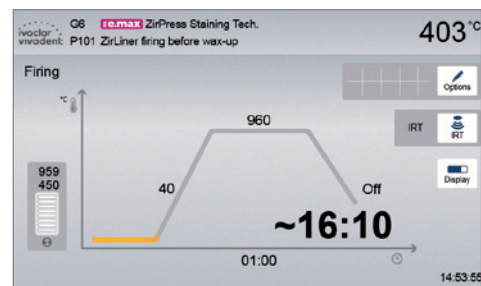 ivoclar
vivadent:
G6 e.max ZirPress Staining Tech.
P101 ZirLiner firing before wax-up
403 °C
Firing
Options
°C
960
IRT
IRT
959
450
40
Off
Display
~16:10
01:00
14:53:55